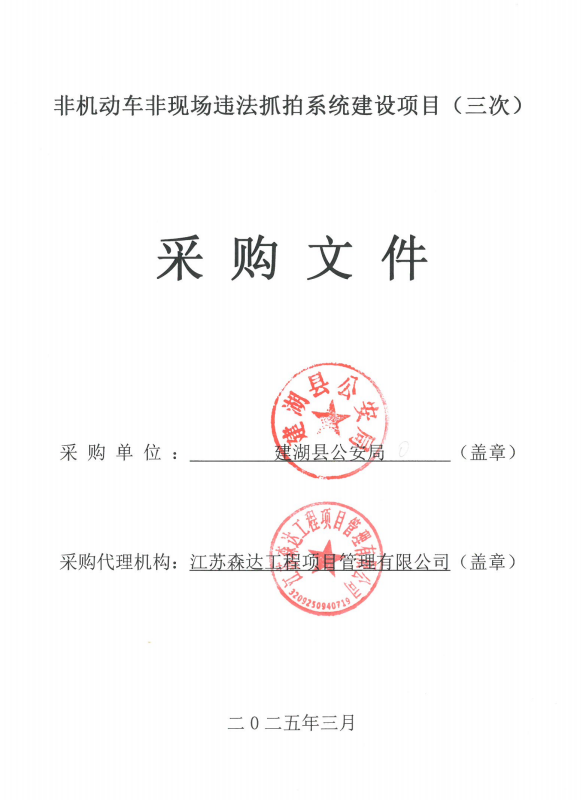 非机动车非现场违法抓拍系统建设项目（三次）
采购文件
建湖县公安局
采购单位：建湖县公安局（盖章）
江苏森达工程项目管理有限公司
采购代理机构：江苏森达工程项目管理有限公司（盖章）
3209250940719
二0二五年三月